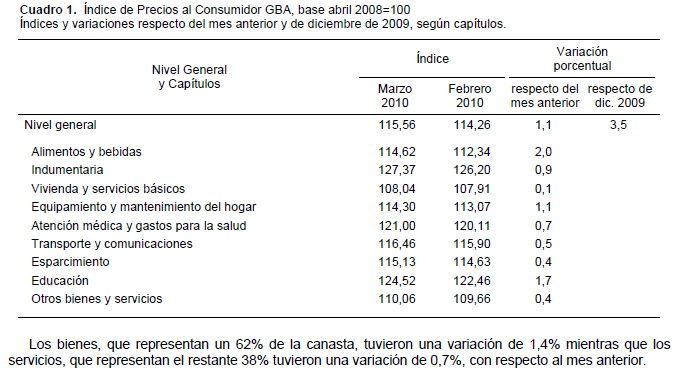 Cuadro 1. Índice de Precios al Consumidor GBA, base abril 2008=100
Índices y variaciones respecto del mes anterior y de diciembre de 2009, según capítulos.
Nivel General y Capítulos Índice Variación porcentual
Marzo 2010 Febrero 2010 respecto del mes anterior respecto de dic. 2009
Nivel general 115,56 114,26 1,1 3,5
Alimentos y bebidas 114,62 112,34 2,0
Indumentaria 127,37 126,20 0,9
Vivienda y servicios básicos 108,04 107,91 0,1
Equipamiento y mantenimiento del hogar 114,30 113,07 1,1
Atención médica y gastos para la salud 121,00 120,11 0,7
Transporte y comunicaciones 116,46 115,90 0,5
Esparcimiento 115,13 114,63 0,4
Educación 124,52 122,46 1,7
Otros bienes y servicios 110,06 109,66 0,4
Los bienes, que representan un 62% de la canasta, tuvieron una variación de 1,4% mientras que los
servicios, que representan el restante 38% tuvieron una variación de 0,7%, con respecto al mes anterior.